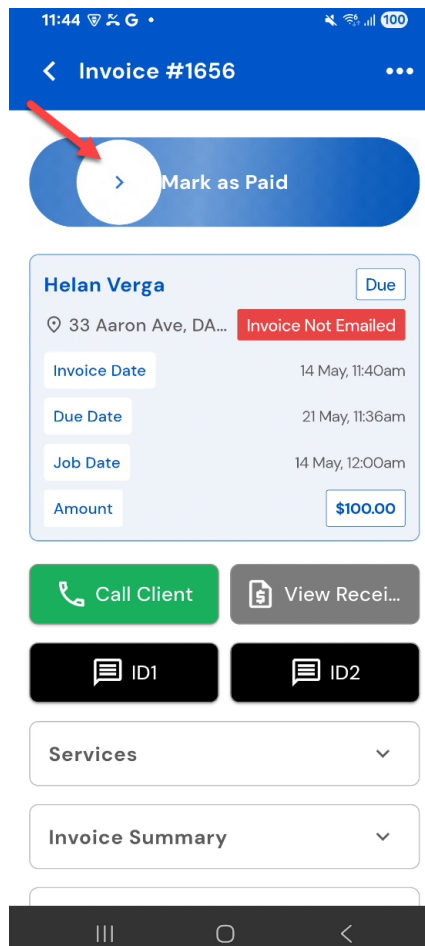 11:44 G • 100
Invoice #1656
Mark as Paid
Helan Verga Due
33 Aaron Ave, DA... Invoice Not Emailed
Invoice Date 14 May, 11:40am
Due Date 21 May, 11:36am
Job Date 14 May, 12:00am
Amount $100.00
Call Client View Recei...
ID1 ID2
Services
Invoice Summary